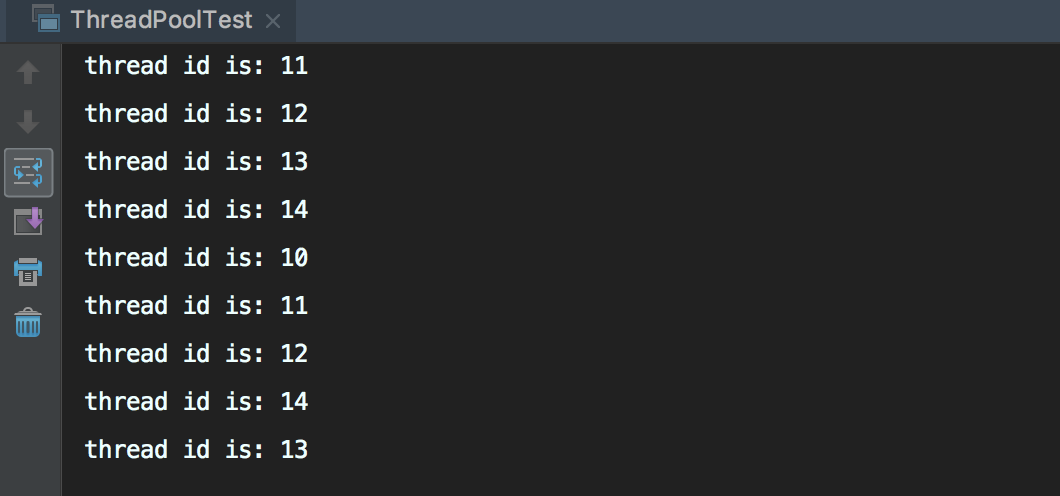 ThreadPoolTest
thread id is: 11
thread id is: 12
thread id is: 13
thread id is: 14
thread id is: 10
thread id is: 11
thread id is: 12
thread id is: 14
thread id is: 13